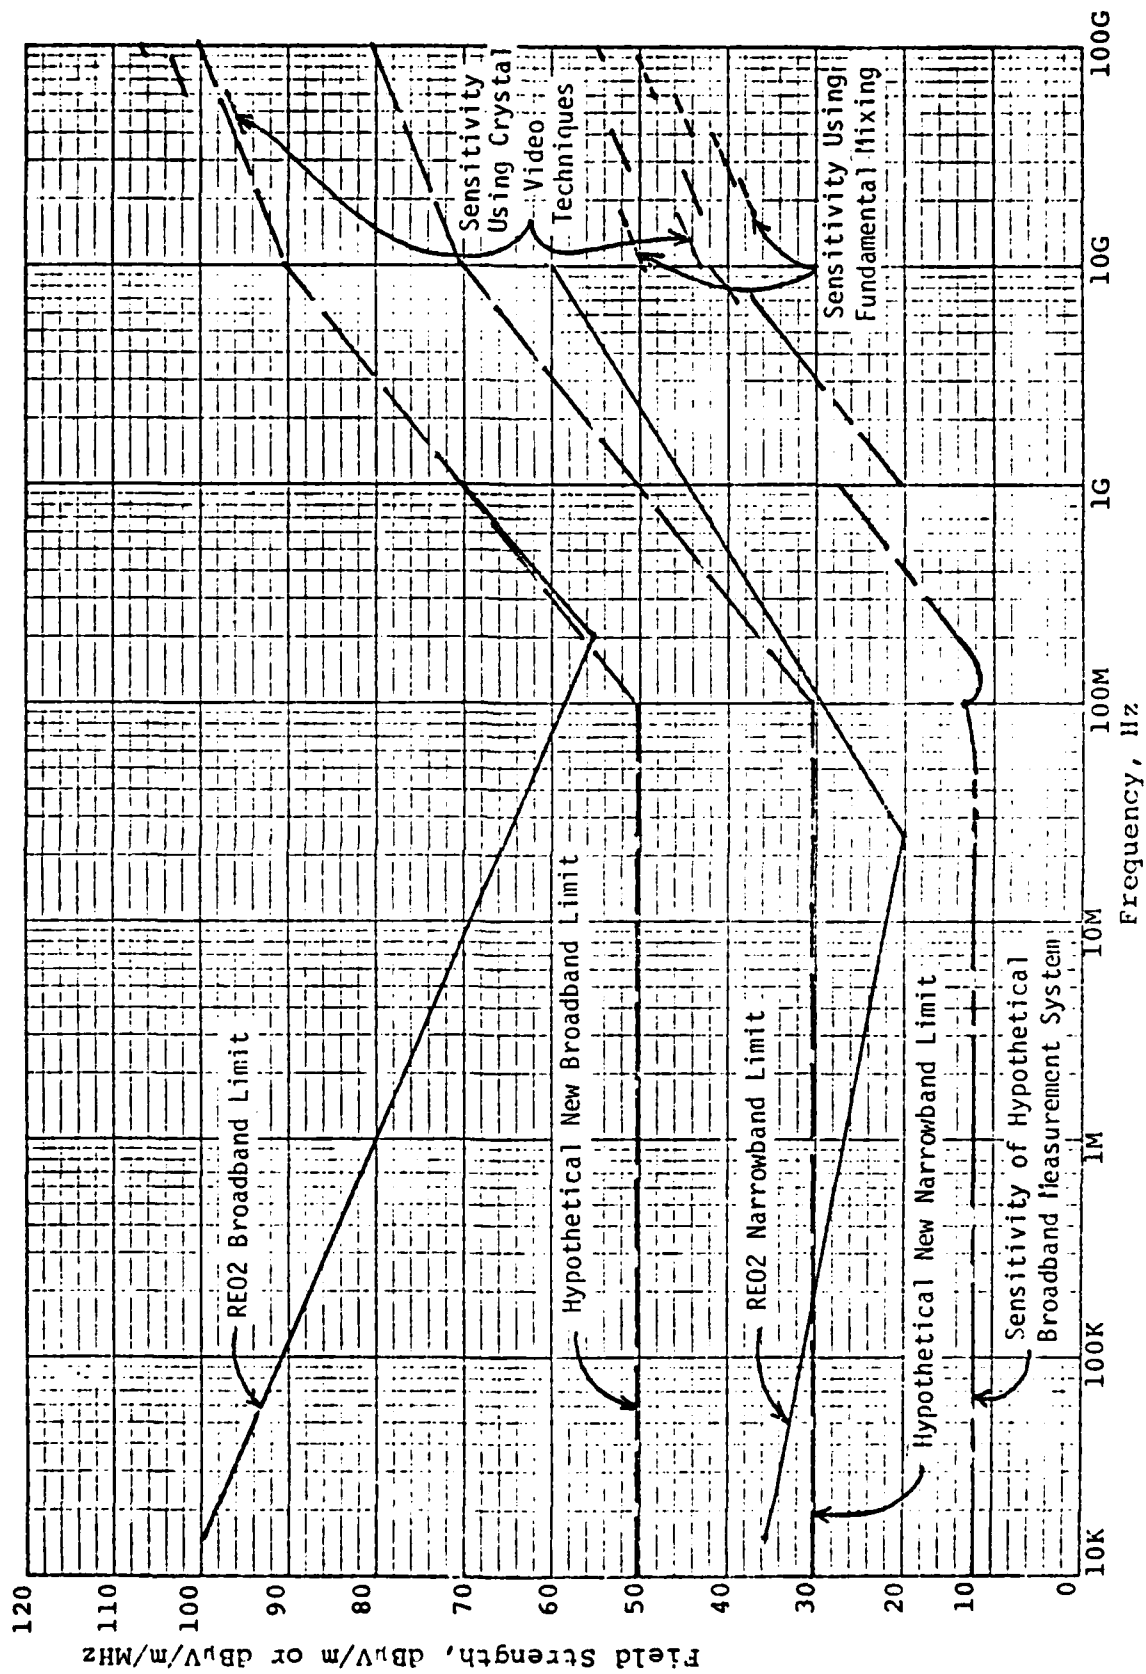 Field Strength, dBµV/m or dBµV/m/MHz
120
110
100
90
80
70
60
50
40
30
20
10
0
10K
100K
1M
10M
100M
1G
10G
100G
Frequency, Hz
RE02 Broadband Limit
Hypothetical New Broadband Limit
RE02 Narrowband Limit
Hypothetical New Narrowband Limit
Sensitivity of Hypothetical
Broadband Measurement System
Sensitivity
Using Crystal
Video
Techniques
Sensitivity Using
Fundamental Mixing